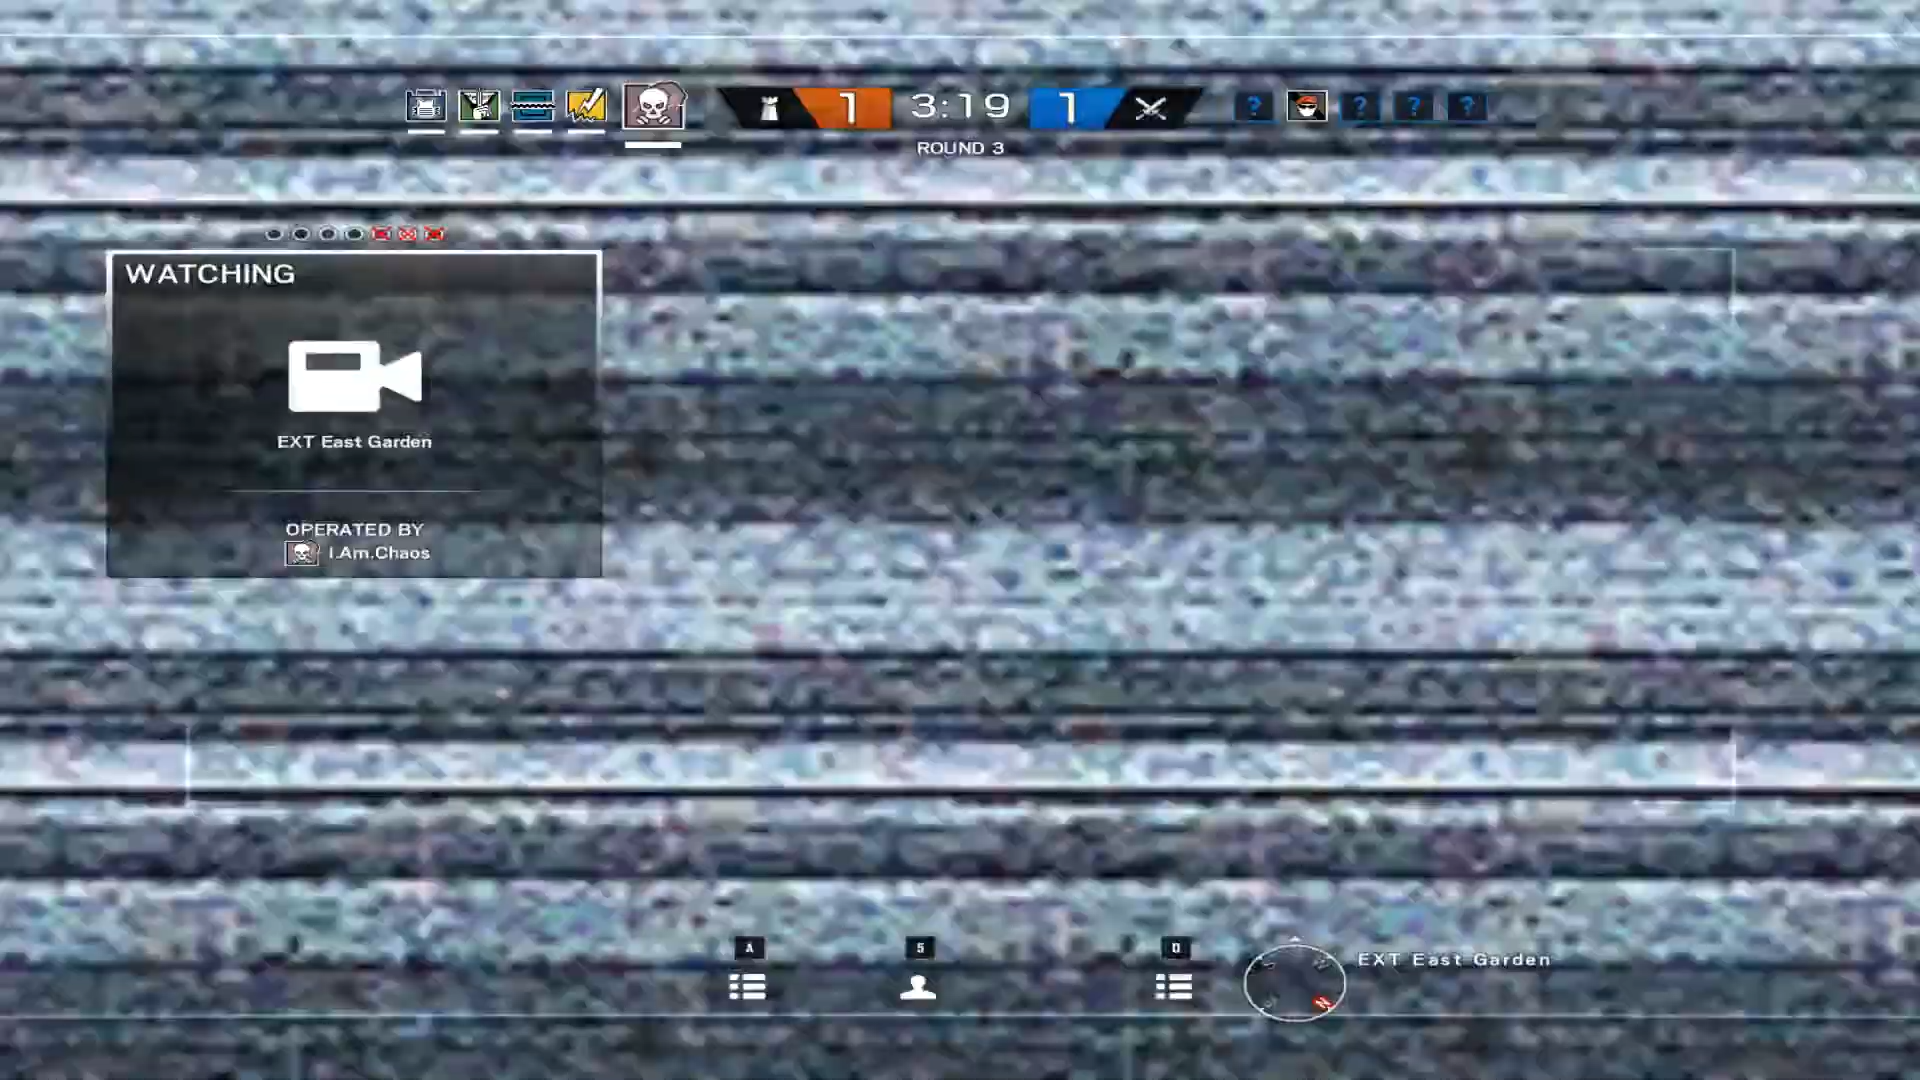 1 3:19 1
ROUND 3
? ? ? ?
WATCHING
EXT East Garden
OPERATED BY
I.Am.Chaos
A 5 D
EXT East Garden
N